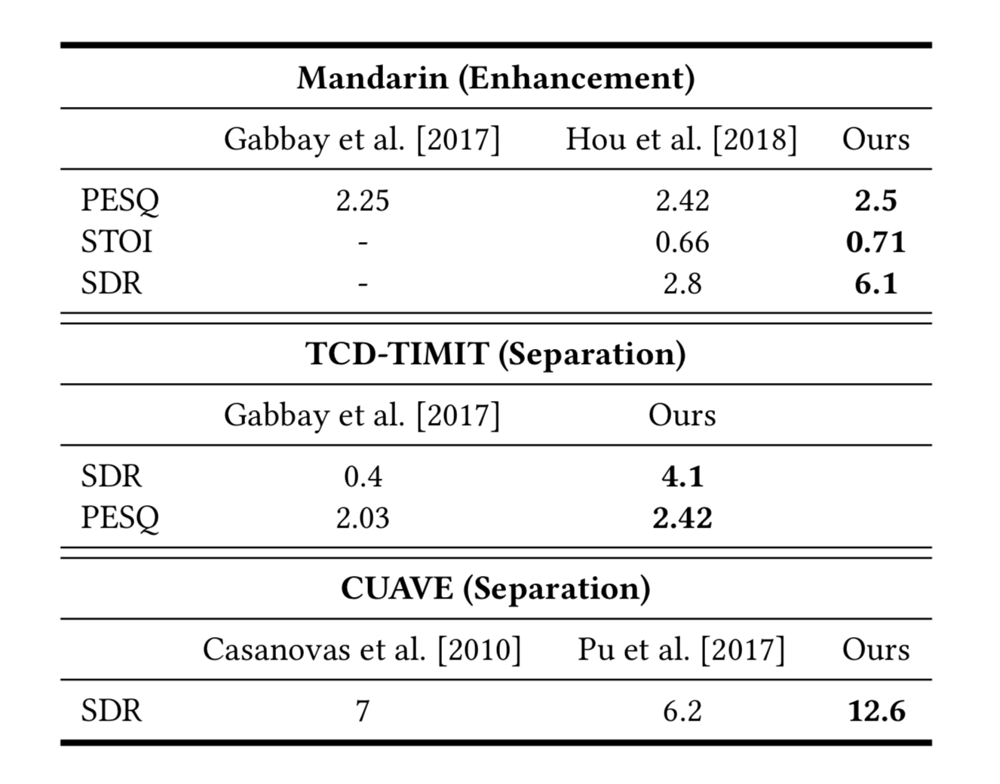 Mandarin (Enhancement)
Gabbay et al. [2017] Hou et al. [2018] Ours
PESQ 2.25 2.42 2.5
STOI - 0.66 0.71
SDR - 2.8 6.1
TCD-TIMIT (Separation)
Gabbay et al. [2017] Ours
SDR 0.4 4.1
PESQ 2.03 2.42
CUAVE (Separation)
Casanovas et al. [2010] Pu et al. [2017] Ours
SDR 7 6.2 12.6